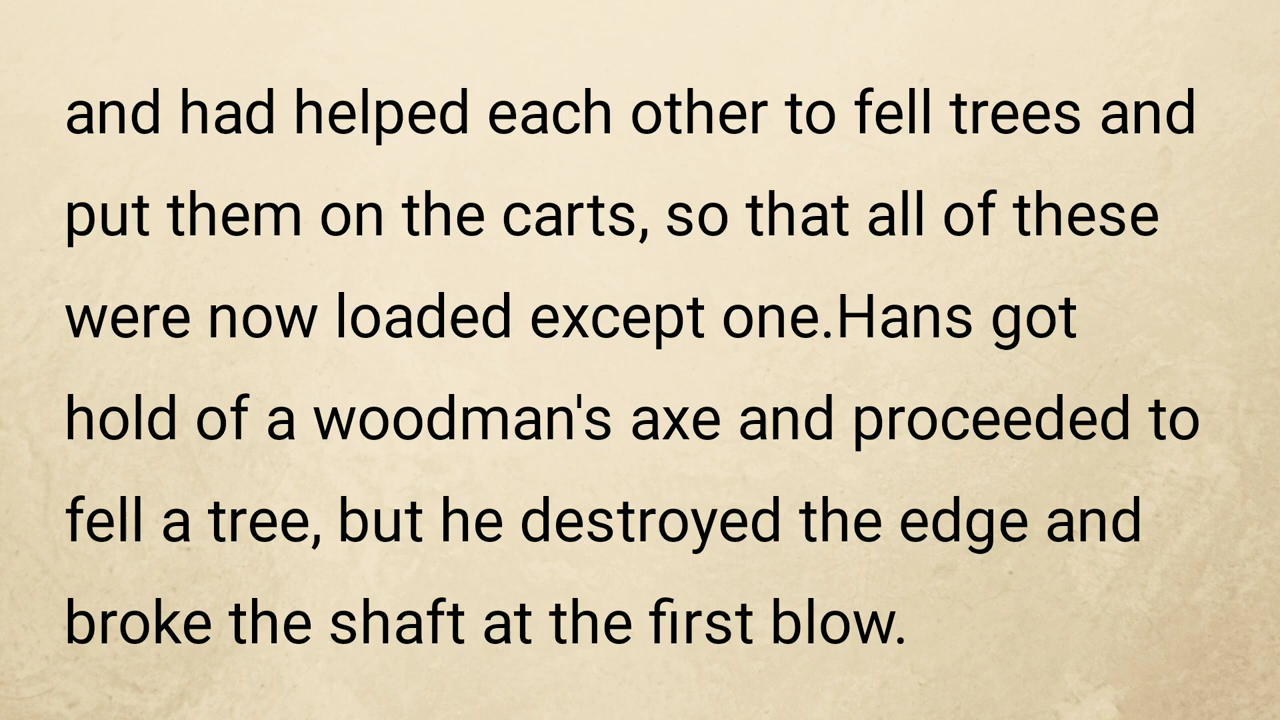 and had helped each other to fell trees and
put them on the carts, so that all of these
were now loaded except one.Hans got
hold of a woodman's axe and proceeded to
fell a tree, but he destroyed the edge and
broke the shaft at the first blow.